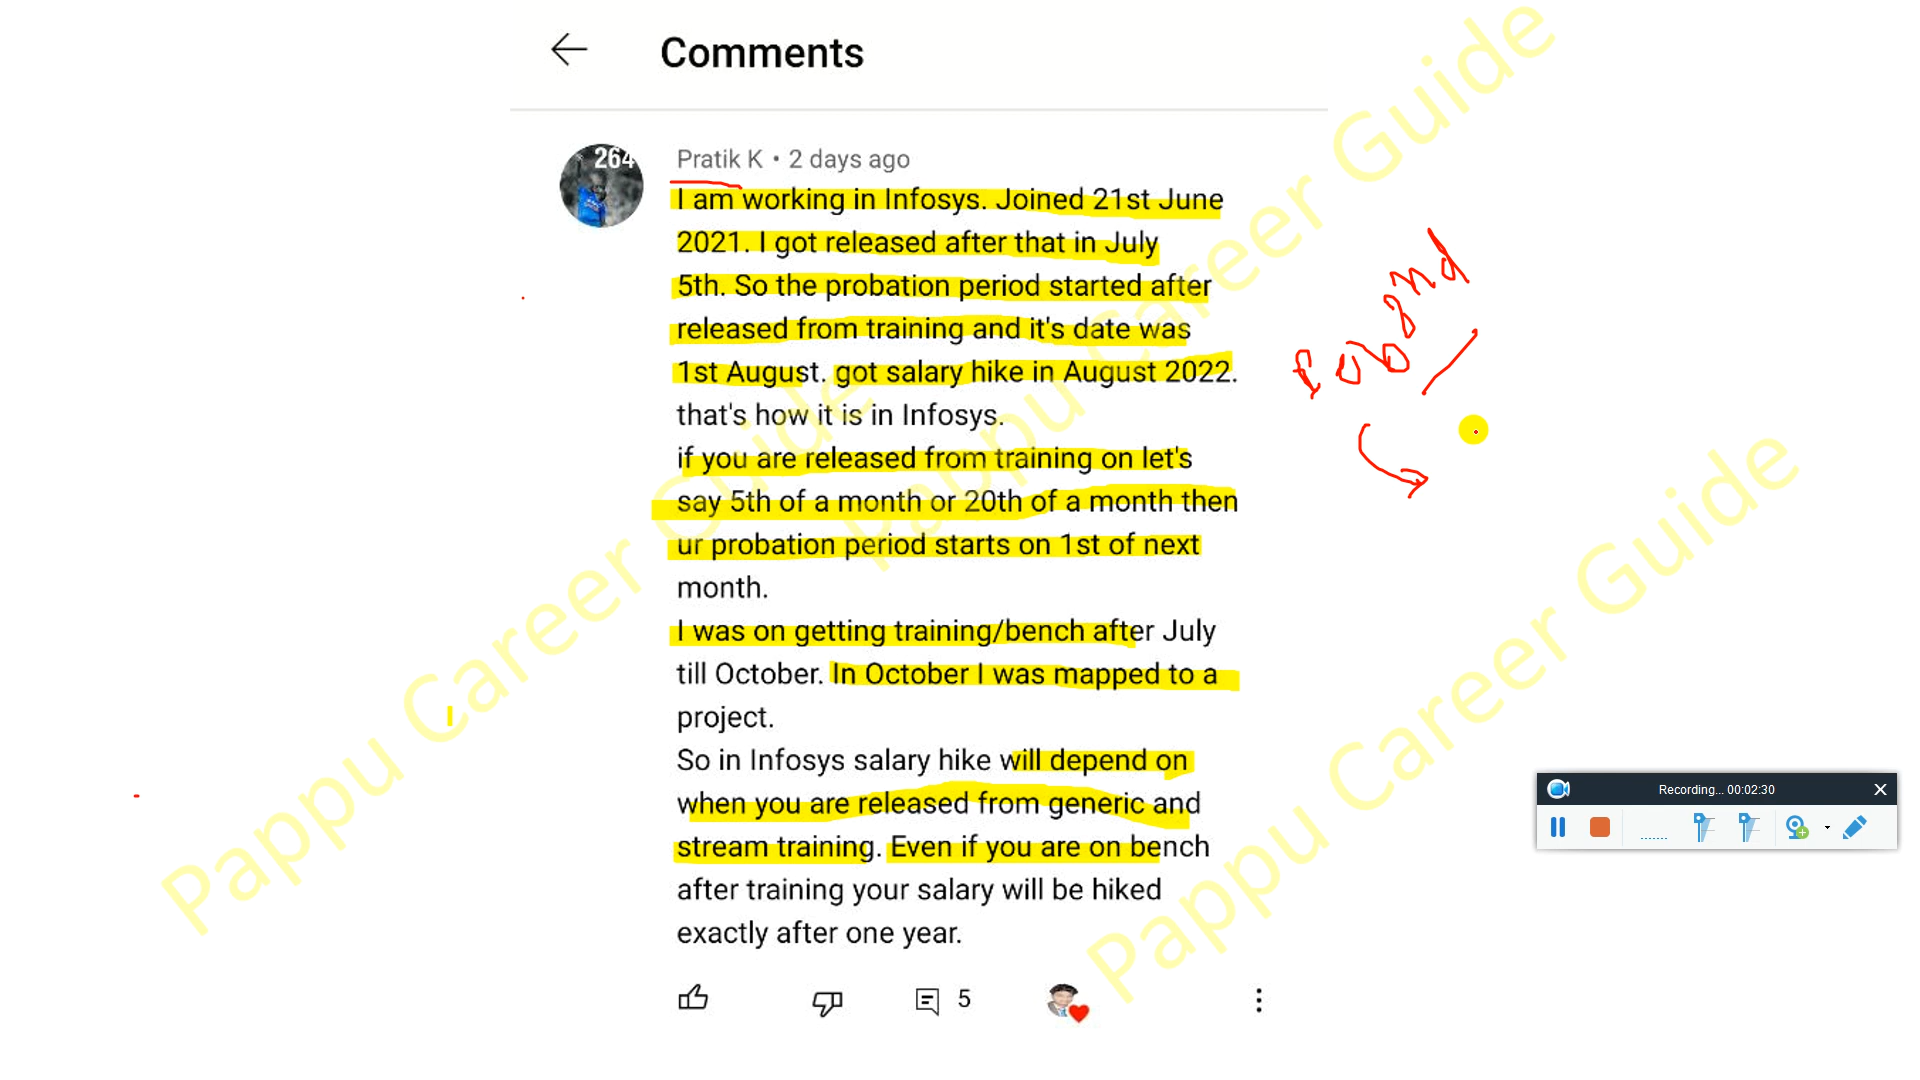 Comments
264
Pratik K • 2 days ago
I am working in Infosys. Joined 21st June
2021. I got released after that in July
5th. So the probation period started after
released from training and it's date was
1st August. got salary hike in August 2022.
that's how it is in Infosys.
if you are released from training on let's
say 5th of a month or 20th of a month then
ur probation period starts on 1st of next
month.
I was on getting training/bench after July
till October. In October I was mapped to a
project.
So in Infosys salary hike will depend on
when you are released from generic and
stream training. Even if you are on bench
after training your salary will be hiked
exactly after one year.
5
Pappu Career Guide
Pappu Career Guide
Pappu Career Guide
Recording... 00:02:30